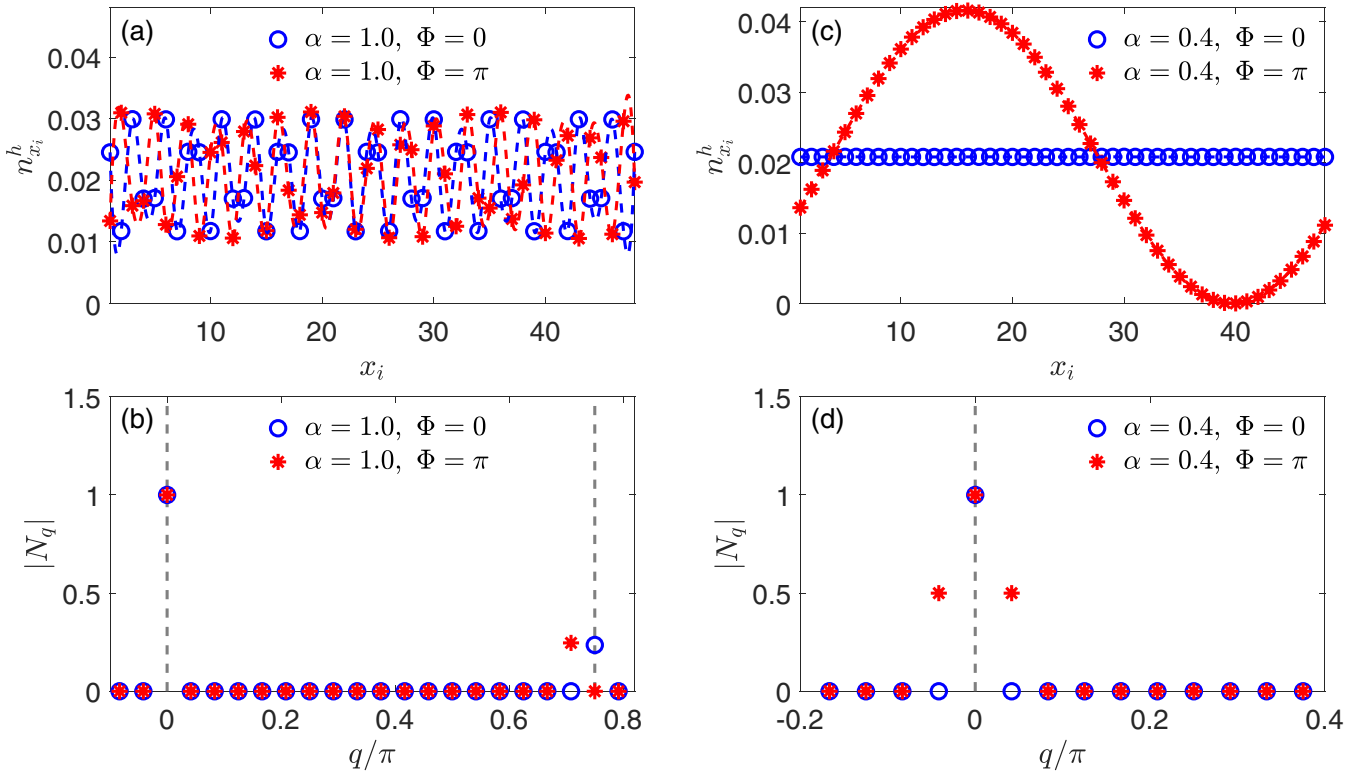 (a)
α = 1.0, Φ = 0
α = 1.0, Φ = π
0.04
0.03
0.02
0.01
0
10 20 30 40
x_i
n^h_{x_i}
(c)
α = 0.4, Φ = 0
α = 0.4, Φ = π
0.04
0.03
0.02
0.01
0
10 20 30 40
x_i
n^h_{x_i}
(b)
α = 1.0, Φ = 0
α = 1.0, Φ = π
1.5
1
0.5
0
0 0.2 0.4 0.6 0.8
q/π
|N_q|
(d)
α = 0.4, Φ = 0
α = 0.4, Φ = π
1.5
1
0.5
0
-0.2 0 0.2 0.4
q/π
|N_q|